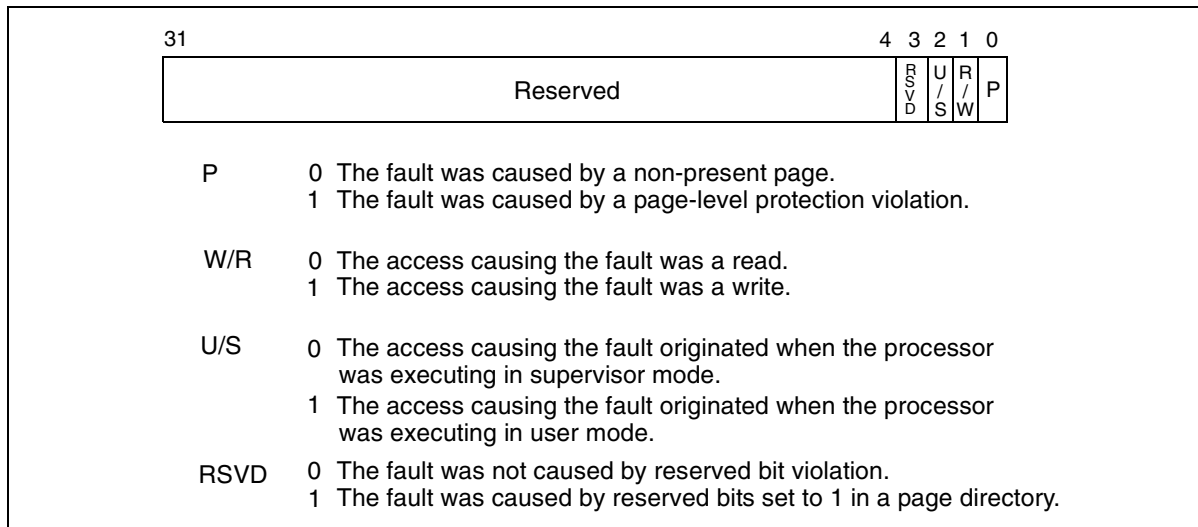 31 4 3 2 1 0
Reserved RSVD U/S R/W P
P 0 The fault was caused by a non-present page.
1 The fault was caused by a page-level protection violation.
W/R 0 The access causing the fault was a read.
1 The access causing the fault was a write.
U/S 0 The access causing the fault originated when the processor
was executing in supervisor mode.
1 The access causing the fault originated when the processor
was executing in user mode.
RSVD 0 The fault was not caused by reserved bit violation.
1 The fault was caused by reserved bits set to 1 in a page directory.